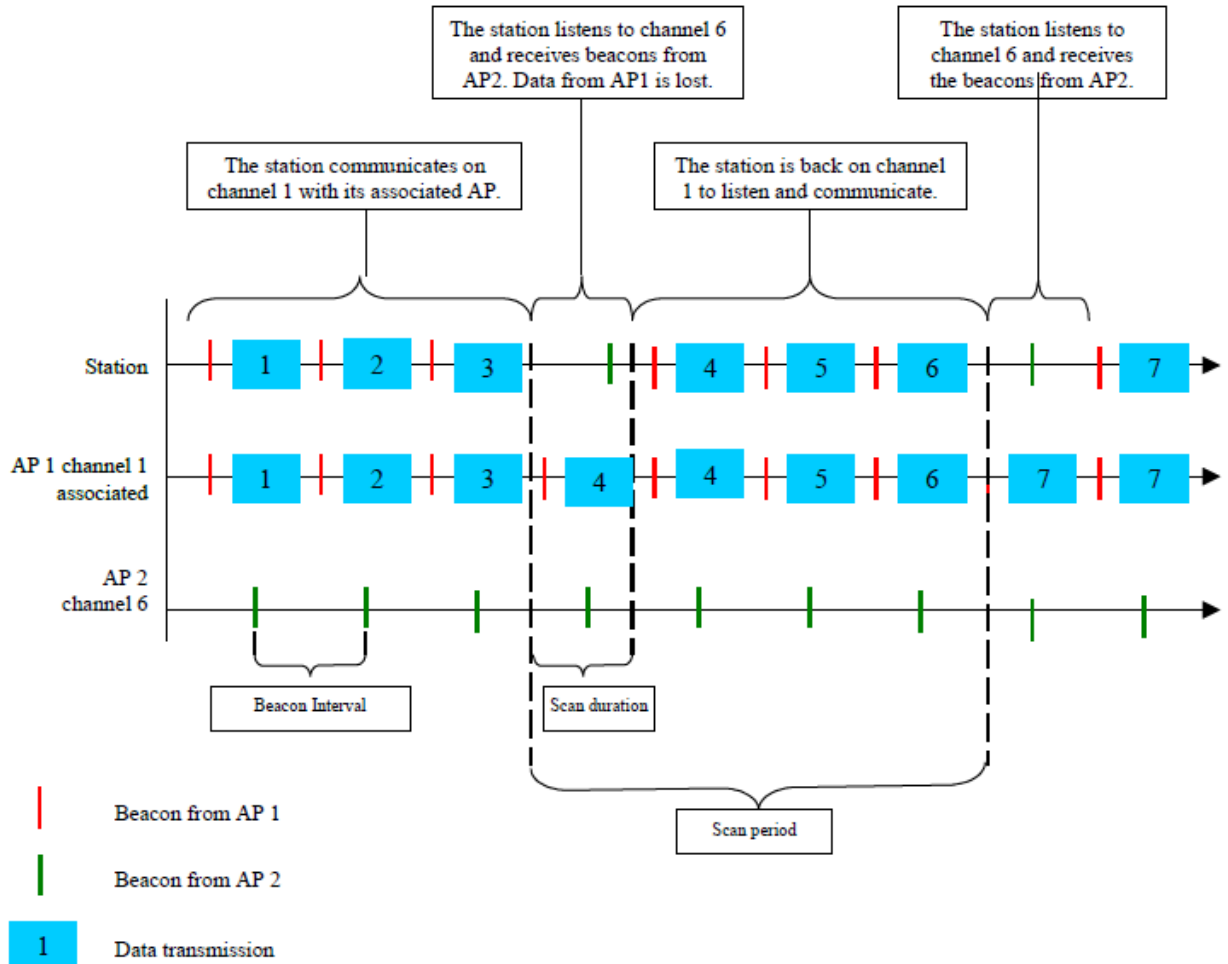 The station listens to channel 6
and receives beacons from
AP2. Data from AP1 is lost.
The station listens to
channel 6 and receives
the beacons from AP2.
The station communicates on
channel 1 with its associated AP.
The station is back on channel
1 to listen and communicate.
Station
1
2
3
4
5
6
7
AP 1 channel 1
associated
1
2
3
4
4
5
6
7
7
AP 2
channel 6
Beacon Interval
Scan duration
Scan period
Beacon from AP 1
Beacon from AP 2
1
Data transmission